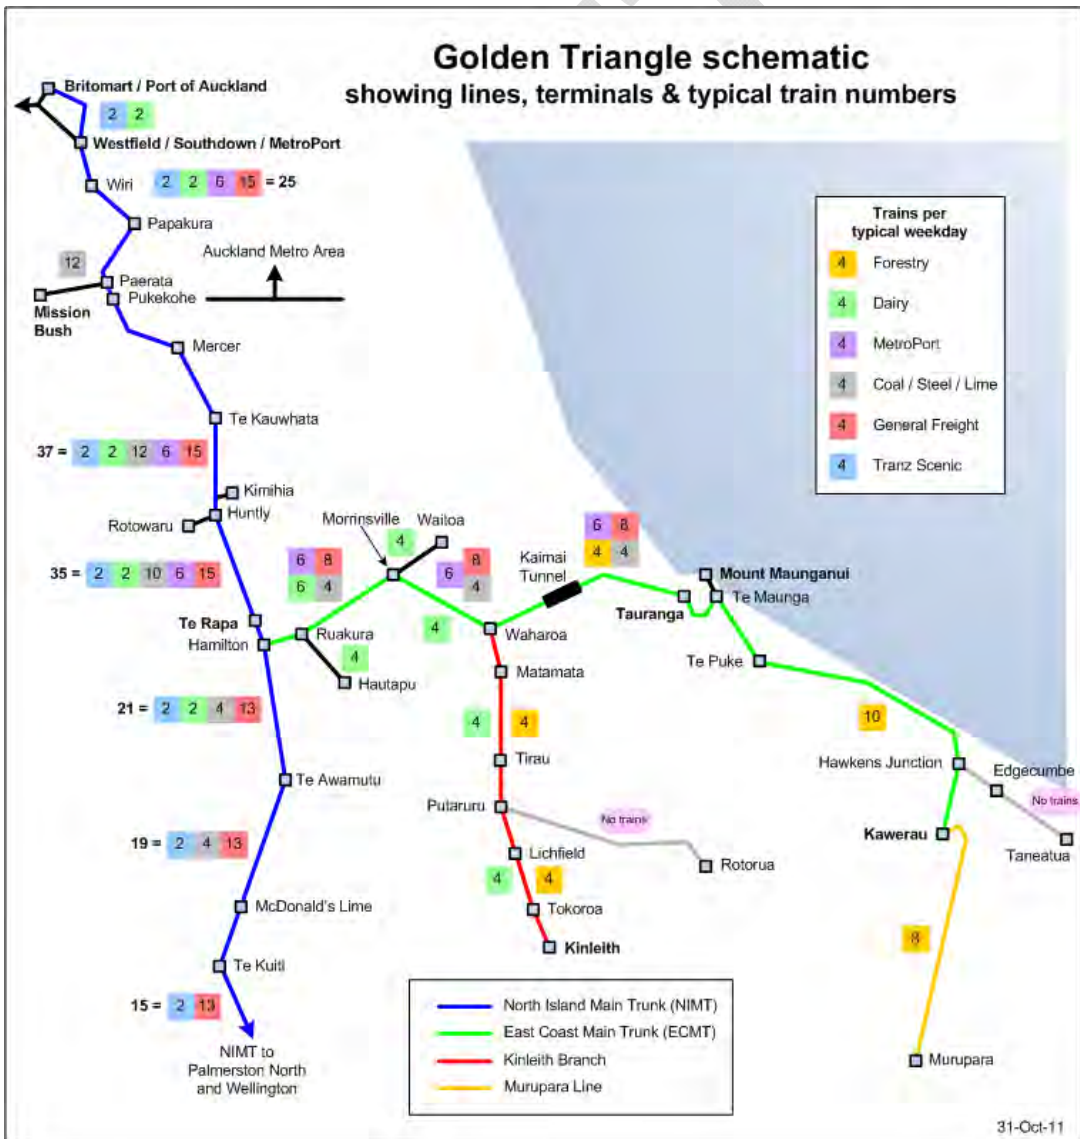 Golden Triangle schematic
showing lines, terminals & typical train numbers
Britomart / Port of Auckland
2 2
Westfield / Southdown / MetroPort
Wiri
2 2 6 15 = 25
Papakura
Auckland Metro Area
12
Paerata
Pukekohe
Mission
Bush
Mercer
Te Kauwhata
37 = 2 2 12 6 15
Kimihia
Huntly
Rotowaru
35 = 2 2 10 6 15
Te Rapa
Hamilton
21 = 2 2 4 13
Te Awamutu
19 = 2 4 13
McDonald's Lime
Te Kuiti
15 = 2 13
NIMT to
Palmerston North
and Wellington
Trains per
typical weekday
4 Forestry
4 Dairy
4 MetroPort
4 Coal / Steel / Lime
4 General Freight
4 Tranz Scenic
Morrinsville
Waitoa
4
6 8
6 4
Ruakura
4
Hautapu
8
6
4
4
Waharoa
Kaimai
Tunnel
6 8
4 4
Mount Maunganui
Tauranga
Te Maunga
Te Puke
10
Hawkens Junction
Edgecumbe
No trains
Taneatua
Kawerau
8
Murupara
Matamata
4 4
Tirau
Putaruru
No trains
Rotorua
Lichfield
4 4
Tokoroa
Kinleith
North Island Main Trunk (NIMT)
East Coast Main Trunk (ECMT)
Kinleith Branch
Murupara Line
31-Oct-11